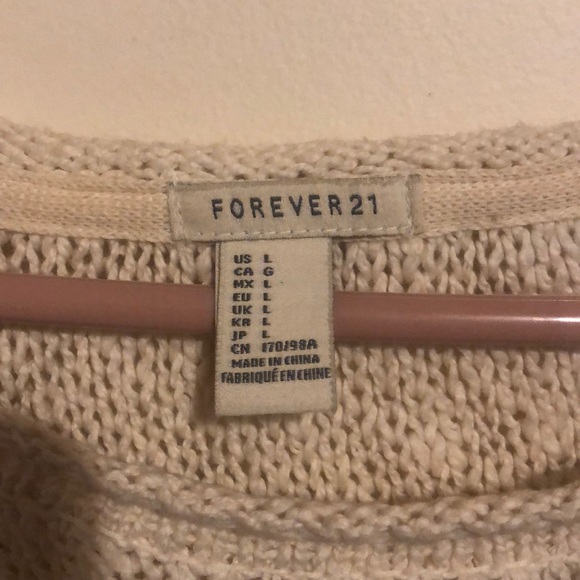 FOREVER 21
US L
CA G
MX L
EU L
UK L
KR L
JP L
CN 170/98A
MADE IN CHINA
FABRIQUÉ EN CHINE